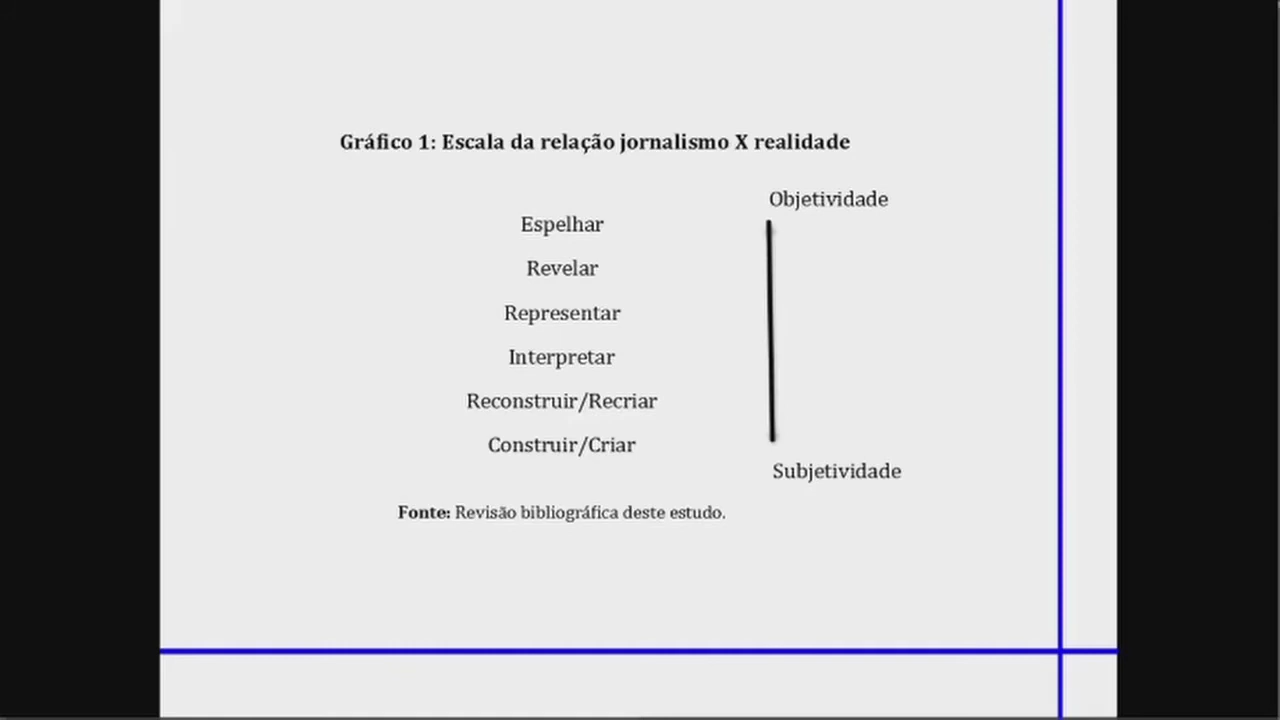 Gráfico 1: Escala da relação jornalismo X realidade
Objetividade
Espelhar
Revelar
Representar
Interpretar
Reconstruir/Recriar
Construir/Criar
Subjetividade
Fonte: Revisão bibliográfica deste estudo.